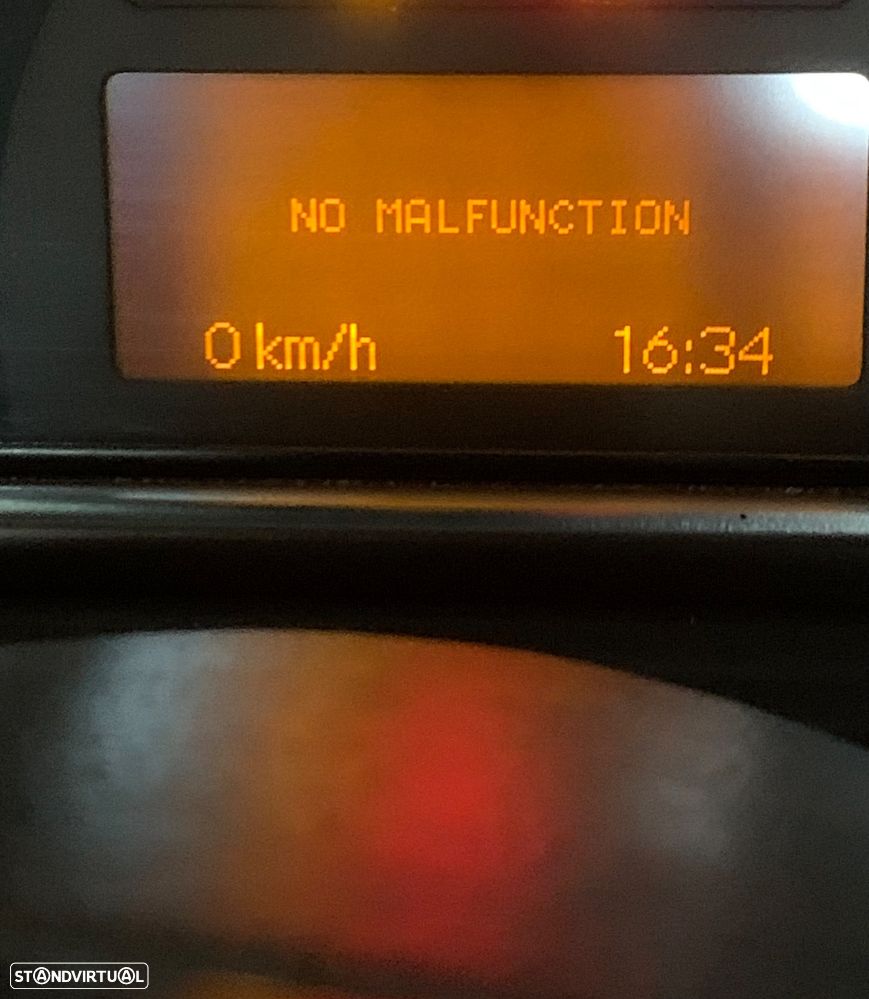 NO MALFUNCTION
0 km/h 16:34
STANDVIRTUAL